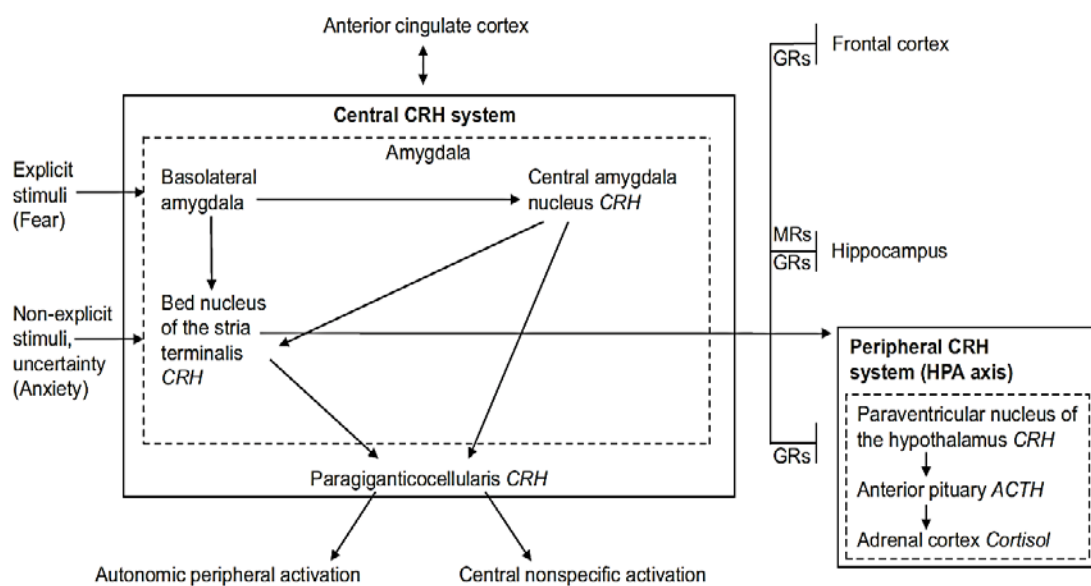 Anterior cingulate cortex
Central CRH system
Amygdala
Explicit
stimuli
(Fear)
Basolateral
amygdala
Central amygdala
nucleus CRH
Non-explicit
stimuli,
uncertainty
(Anxiety)
Bed nucleus
of the stria
terminalis
CRH
Paragiganticocellularis CRH
Autonomic peripheral activation
Central nonspecific activation
GRs
Frontal cortex
MRs
GRs
Hippocampus
GRs
Peripheral CRH
system (HPA axis)
Paraventricular nucleus of
the hypothalamus CRH
Anterior pituary ACTH
Adrenal cortex Cortisol